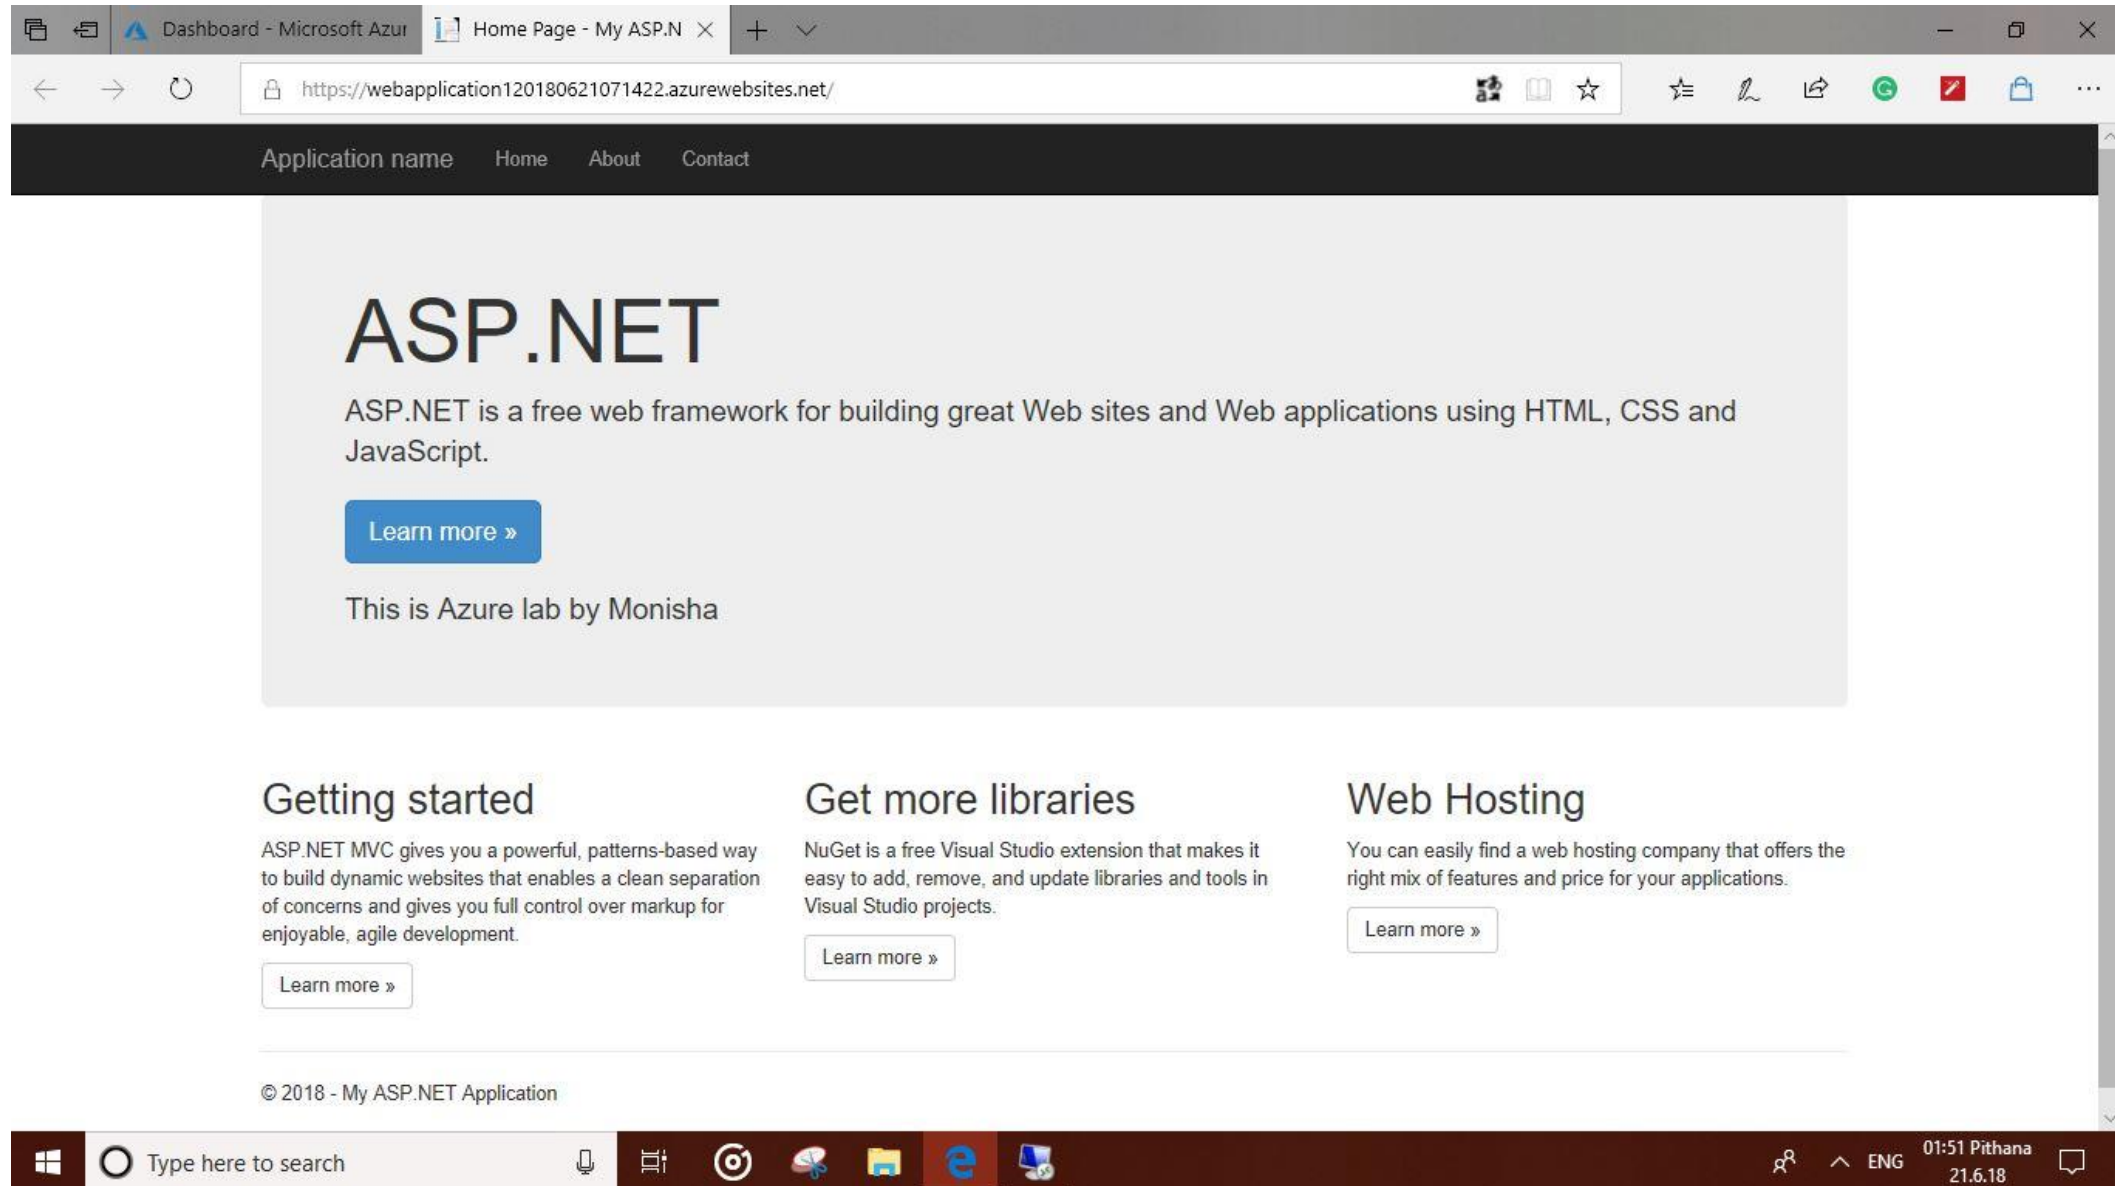 Dashboard - Microsoft Azur
Home Page - My ASP.N
https://webapplication120180621071422.azurewebsites.net/
Application name Home About Contact
ASP.NET
ASP.NET is a free web framework for building great Web sites and Web applications using HTML, CSS and
JavaScript.
Learn more »
This is Azure lab by Monisha
Getting started
ASP.NET MVC gives you a powerful, patterns-based way
to build dynamic websites that enables a clean separation
of concerns and gives you full control over markup for
enjoyable, agile development.
Learn more »
Get more libraries
NuGet is a free Visual Studio extension that makes it
easy to add, remove, and update libraries and tools in
Visual Studio projects.
Learn more »
Web Hosting
You can easily find a web hosting company that offers the
right mix of features and price for your applications.
Learn more »
© 2018 - My ASP.NET Application
Type here to search
ENG
01:51 Pithana
21.6.18